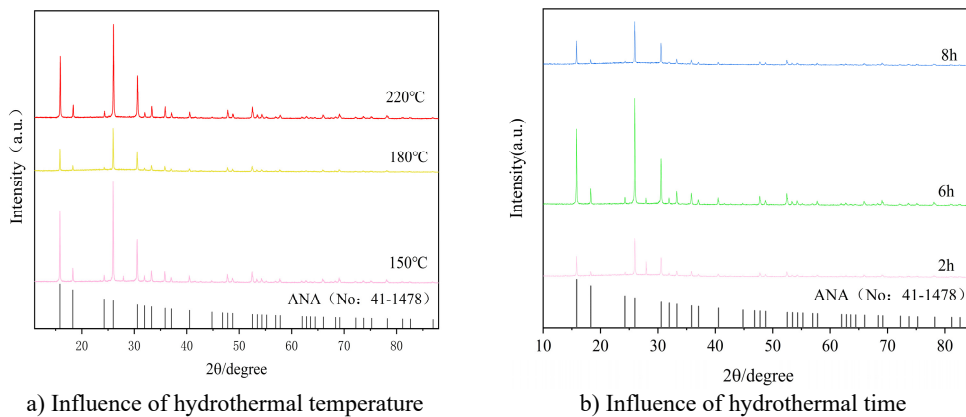 Intensity（a.u.）
220℃
180℃
150℃
ANA（No：41-1478）
20 30 40 50 60 70 80
2θ/degree
a) Influence of hydrothermal temperature
Intensity(a.u.)
8h
6h
2h
ANA（No：41-1478）
10 20 30 40 50 60 70 80
2θ/degree
b) Influence of hydrothermal time